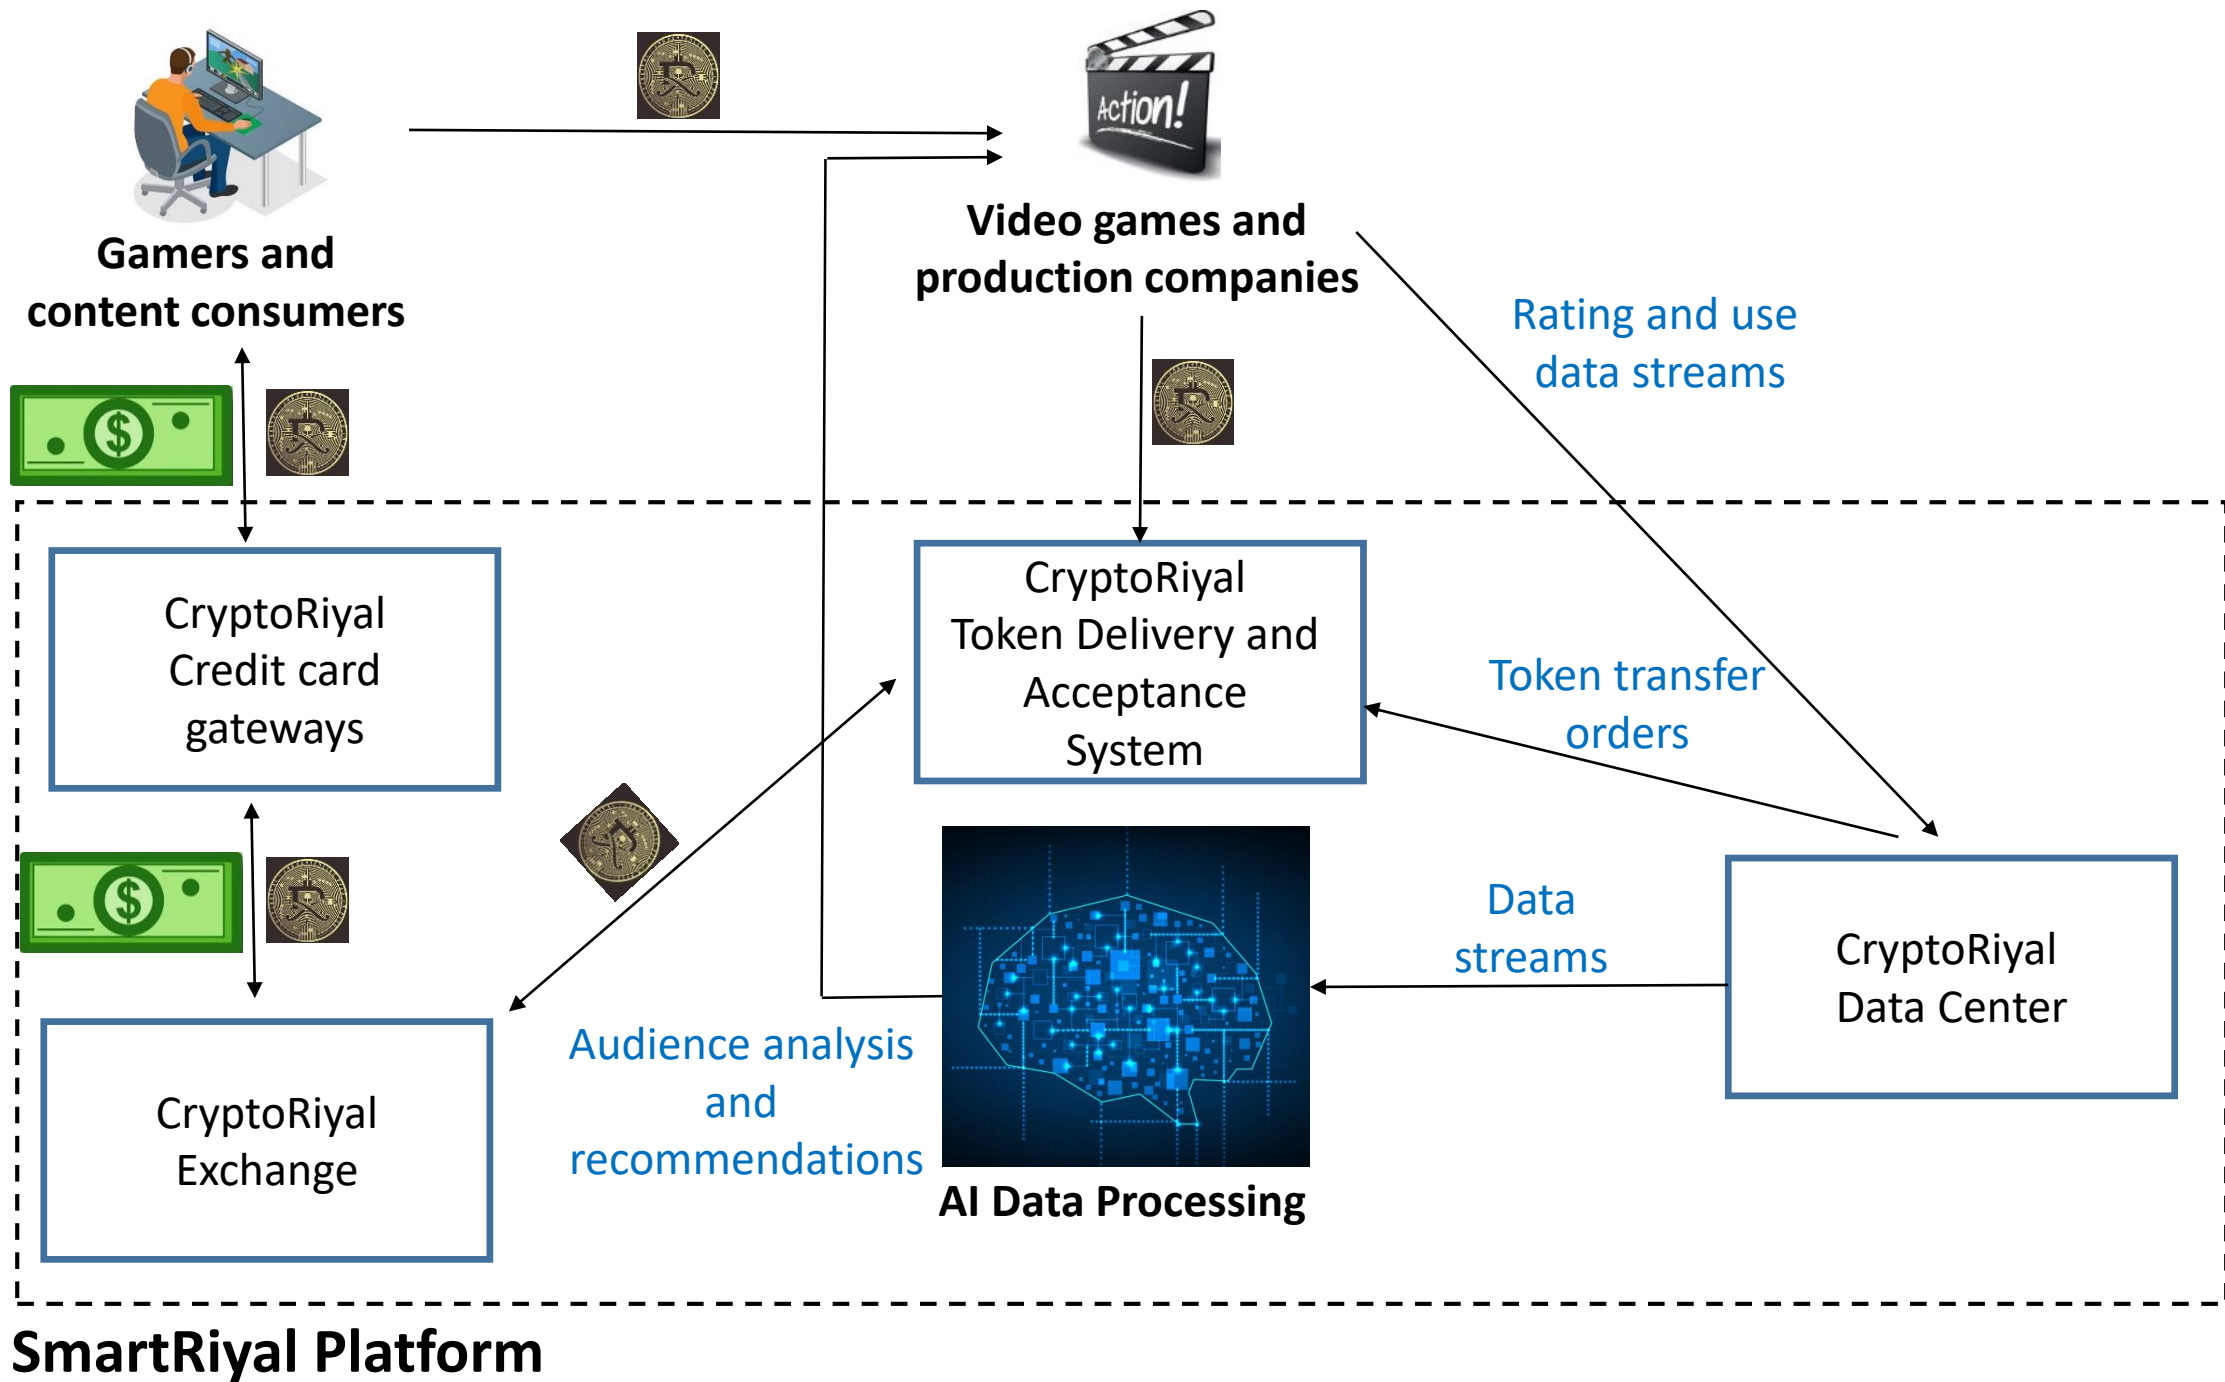 Action!
Gamers and
content consumers
Video games and
production companies
Rating and use
data streams
$
CryptoRiyal
Credit card
gateways
CryptoRiyal
Token Delivery and
Acceptance
System
Token transfer
orders
$
Data
streams
CryptoRiyal
Data Center
CryptoRiyal
Exchange
Audience analysis
and
recommendations
AI Data Processing
SmartRiyal Platform